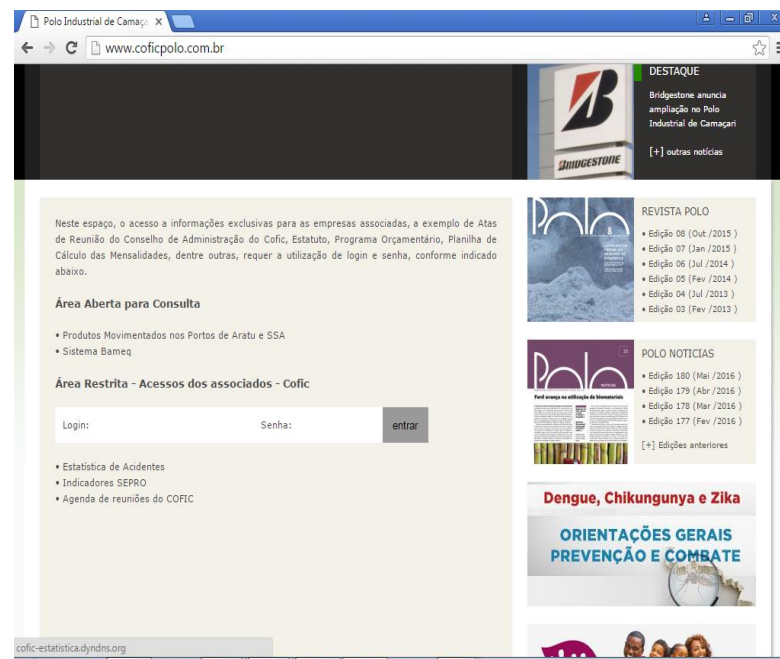 Polo Industrial de Camaça
www.coficpolo.com.br
DESTAQUE
Bridgestone anuncia
ampliação no Polo
Industrial de Camaçari
[+] outras notícias
BRIDGESTONE
Neste espaço, o acesso a informações exclusivas para as empresas associadas, a exemplo de Atas
de Reunião do Conselho de Administração do Cofic, Estatuto, Programa Orçamentário, Planilha de
Cálculo das Mensalidades, dentre outras, requer a utilização de login e senha, conforme indicado
abaixo.
Área Aberta para Consulta
• Produtos Movimentados nos Portos de Aratu e SSA
• Sistema Bameq
Área Restrita - Acessos dos associados - Cofic
Login:
Senha:
entrar
• Estatística de Acidentes
• Indicadores SEPRO
• Agenda de reuniões do COFIC
Polo
8
REVISTA POLO
• Edição 08 (Out /2015 )
• Edição 07 (Jan /2015 )
• Edição 06 (Jul /2014 )
• Edição 05 (Fev /2014 )
• Edição 04 (Jul /2013 )
• Edição 03 (Fev /2013 )
Polo
Ford avança na utilização de biomateriais
POLO NOTICIAS
• Edição 180 (Mai /2016 )
• Edição 179 (Abr /2016 )
• Edição 178 (Mar /2016 )
• Edição 177 (Fev /2016 )
[+] Edições anteriores
Dengue, Chikungunya e Zika
ORIENTAÇÕES GERAIS
PREVENÇÃO E COMBATE
cofic-estatistica.dyndns.org